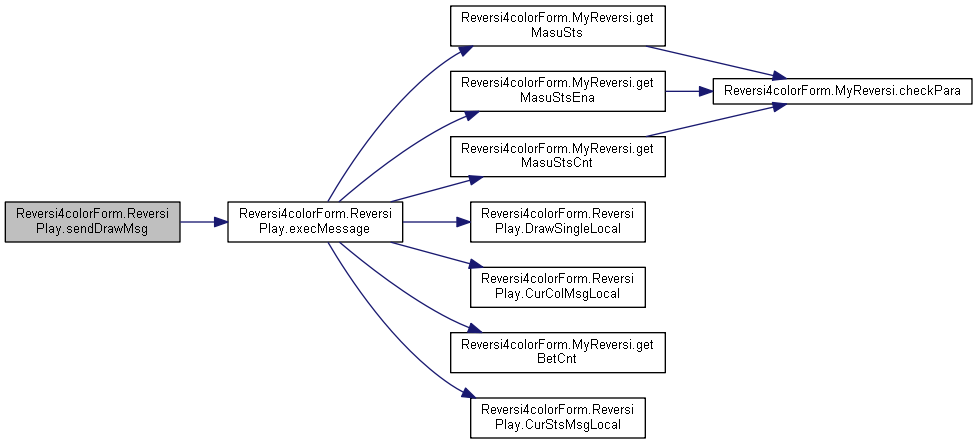 Reversi4colorForm.MyReversi.get
MasuSts
Reversi4colorForm.MyReversi.get
MasuStsEna
Reversi4colorForm.MyReversi.checkPara
Reversi4colorForm.MyReversi.get
MasuStsCnt
Reversi4colorForm.Reversi
Play.sendDrawMsg
Reversi4colorForm.Reversi
Play.execMessage
Reversi4colorForm.Reversi
Play.DrawSingleLocal
Reversi4colorForm.Reversi
Play.CurColMsgLocal
Reversi4colorForm.MyReversi.get
BetCnt
Reversi4colorForm.Reversi
Play.CurStsMsgLocal